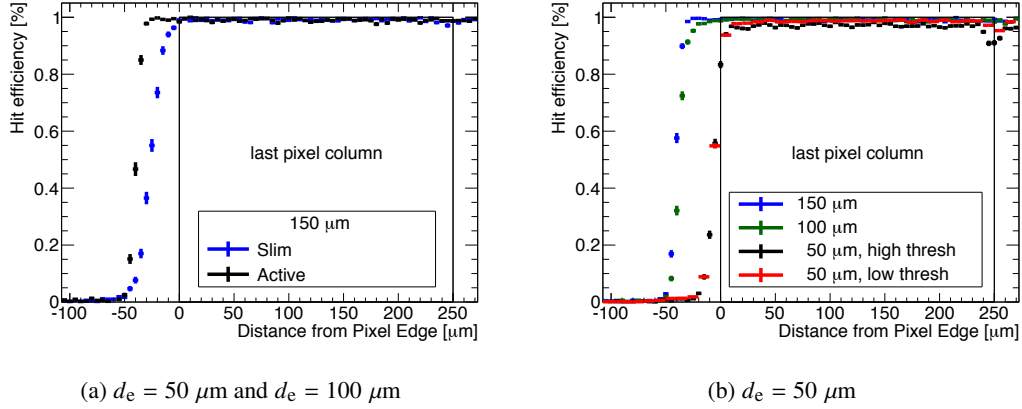 Hit efficiency [%]
1
0.8
0.6
0.4
0.2
0
last pixel column
150 μm
Slim
Active
-100 -50 0 50 100 150 200 250
Distance from Pixel Edge [μm]
(a) dₑ = 50 μm and dₑ = 100 μm
Hit efficiency [%]
1
0.8
0.6
0.4
0.2
0
last pixel column
150 μm
100 μm
50 μm, high thresh
50 μm, low thresh
-100 -50 0 50 100 150 200 250
Distance from Pixel Edge [μm]
(b) dₑ = 50 μm